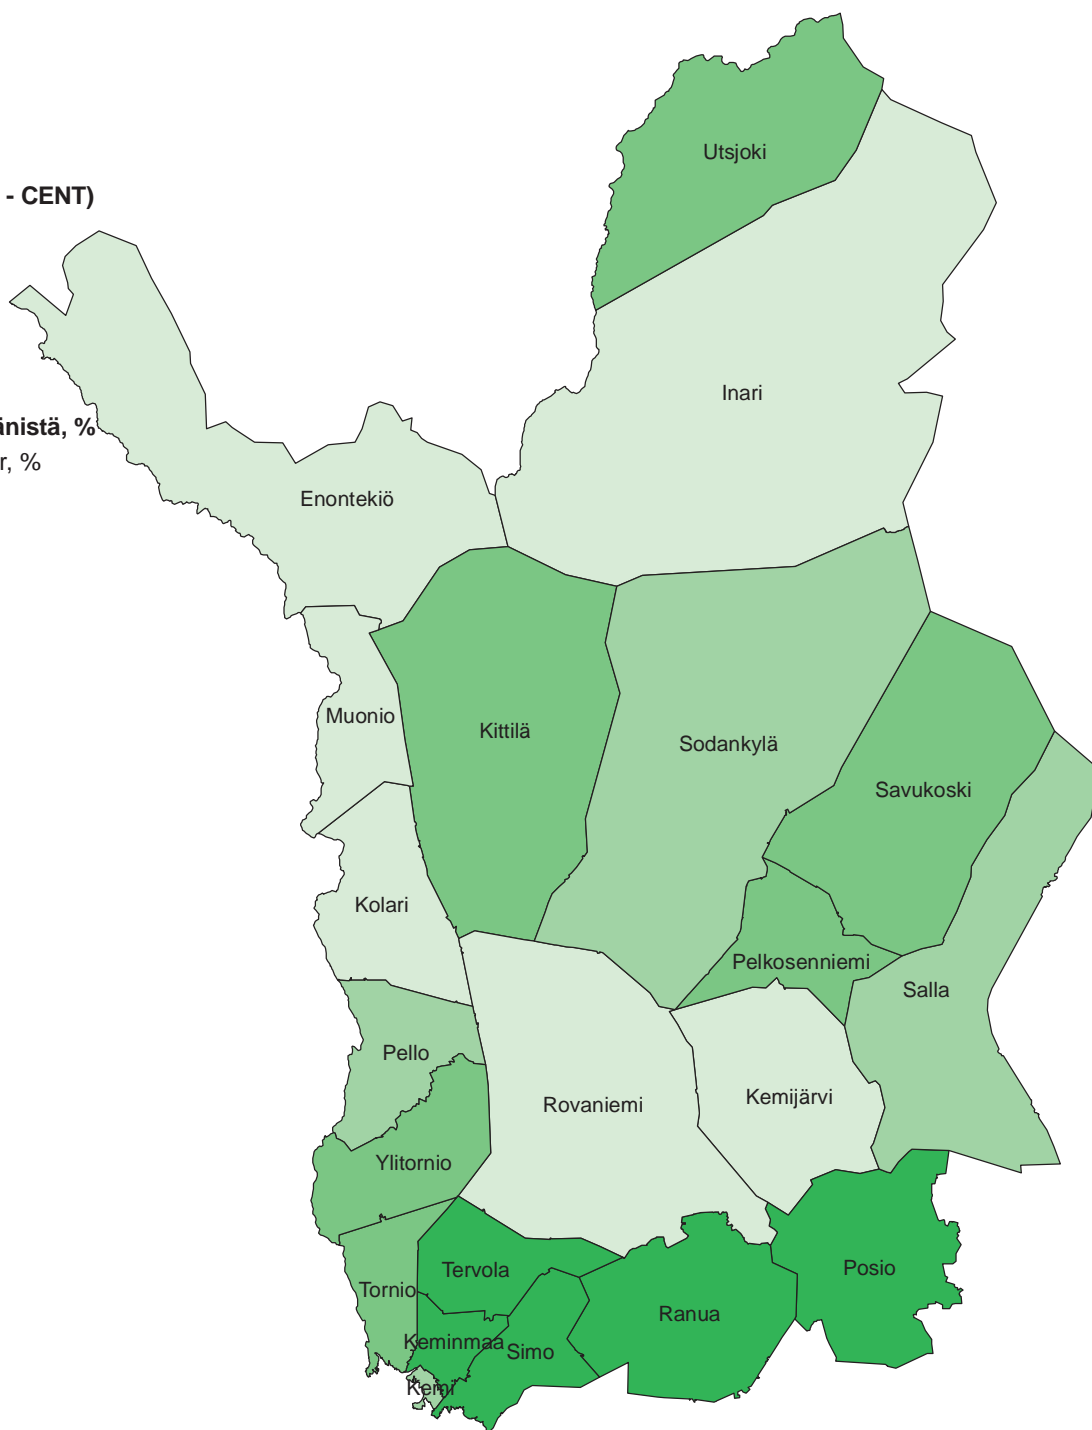 - CENT)
änistä, %
r, %
Utsjoki
Inari
Enontekiö
Muonio
Kittilä
Sodankylä
Savukoski
Kolari
Pelkosenniemi
Salla
Pello
Rovaniemi
Kemijärvi
Ylitornio
Tervola
Posio
Tornio
Ranua
Keminmaa
Simo
Kemi